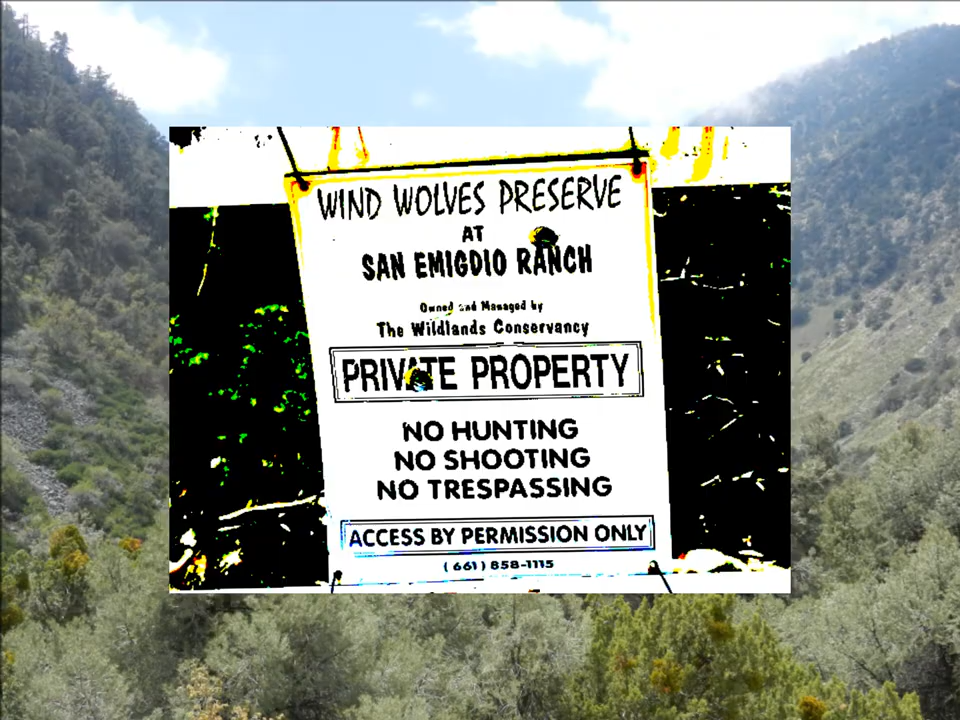 WIND WOLVES PRESERVE
AT
SAN EMIGDIO RANCH
Owned and Managed by
The Wildlands Conservancy
PRIVATE PROPERTY
NO HUNTING
NO SHOOTING
NO TRESPASSING
ACCESS BY PERMISSION ONLY
(661) 858-1115